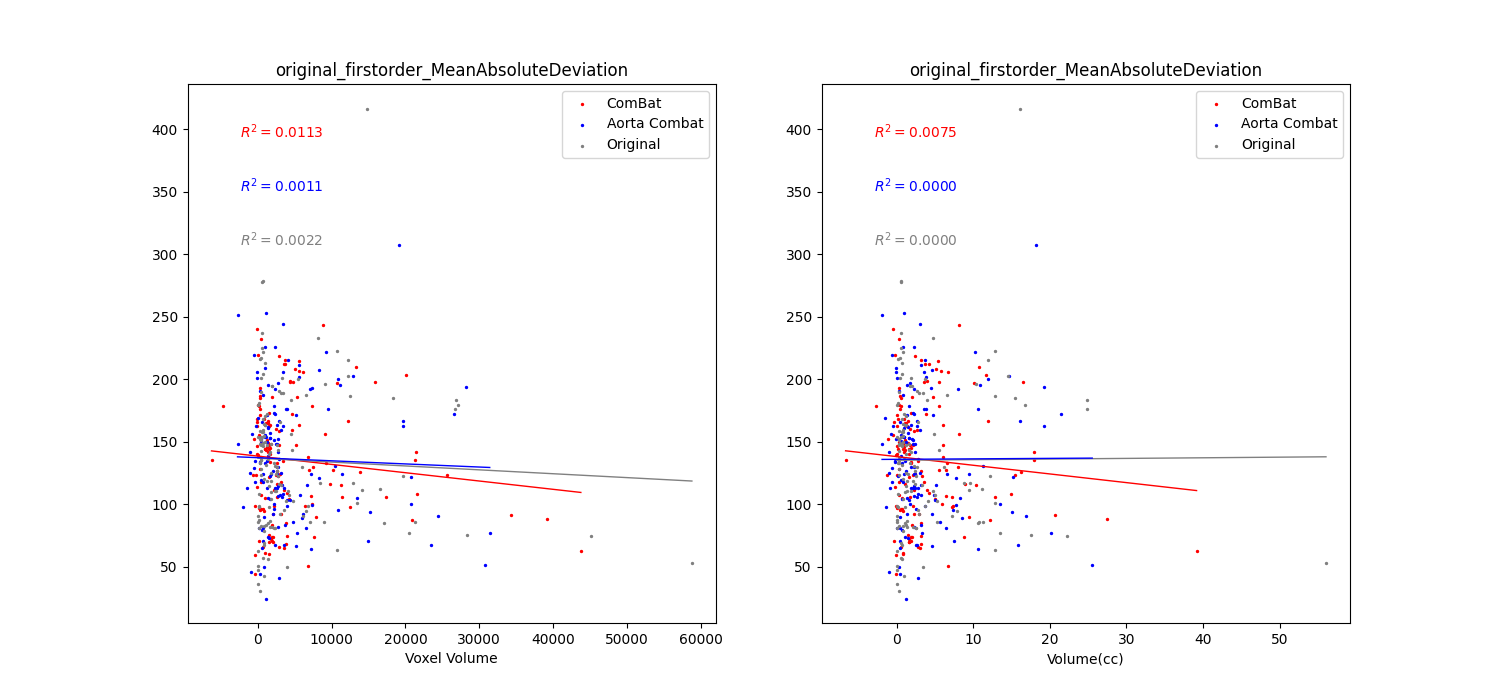 original_firstorder_MeanAbsoluteDeviation
ComBat
Aorta Combat
Original
R² = 0.0113
R² = 0.0011
R² = 0.0022
400
350
300
250
200
150
100
50
0
10000
20000
30000
40000
50000
60000
Voxel Volume
original_firstorder_MeanAbsoluteDeviation
ComBat
Aorta Combat
Original
R² = 0.0075
R² = 0.0000
R² = 0.0000
400
350
300
250
200
150
100
50
0
10
20
30
40
50
Volume(cc)